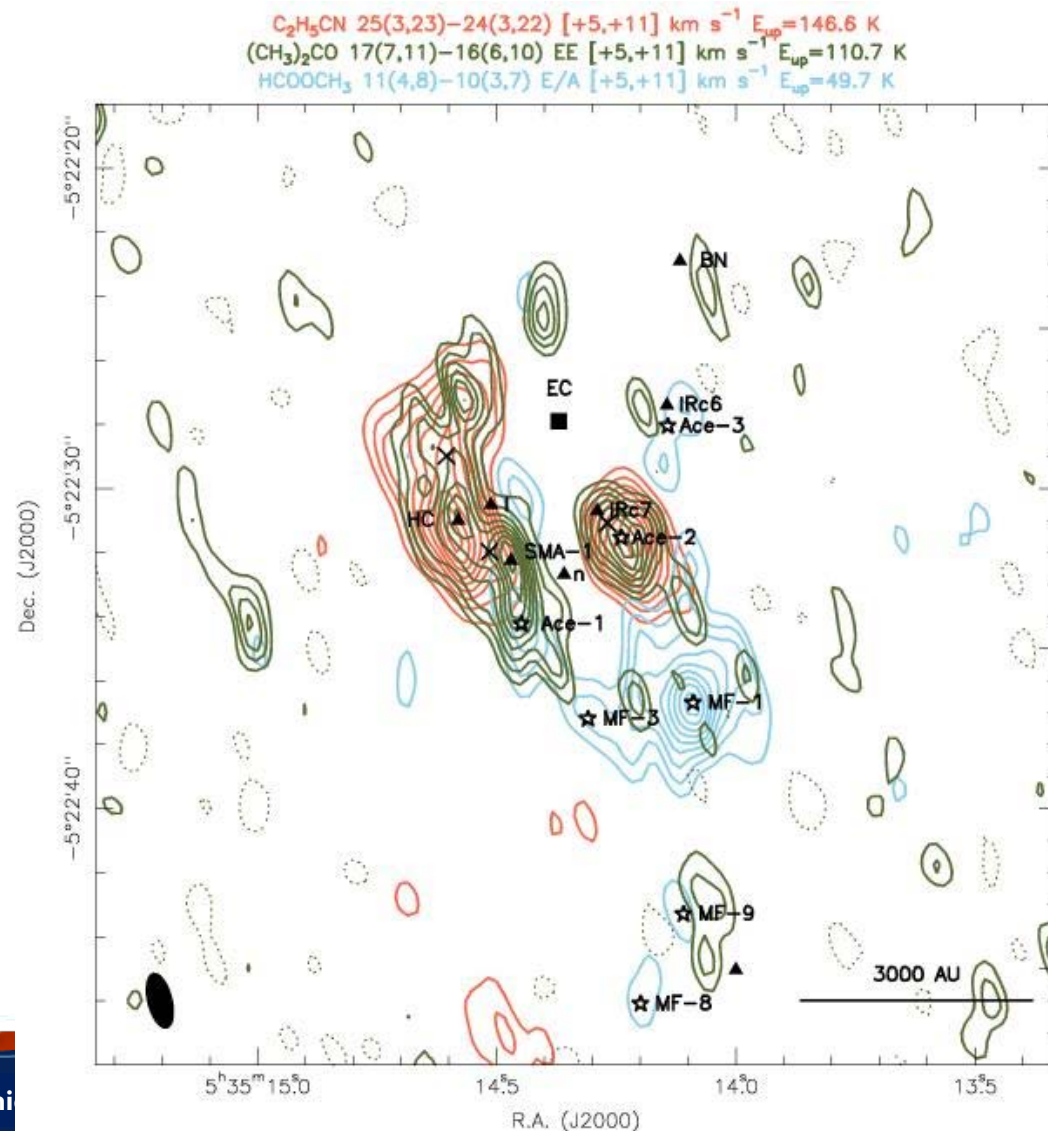 C₂H₅CN 25(3,23)−24(3,22) [+5,+11] km s⁻¹ Eᵤₚ=146.6 K
(CH₃)₂CO 17(7,11)−16(6,10) EE [+5,+11] km s⁻¹ Eᵤₚ=110.7 K
HCOOCH₃ 11(4,8)−10(3,7) E/A [+5,+11] km s⁻¹ Eᵤₚ=49.7 K
−5°22'20''
BN
EC
IRc6
Ace−3
−5°22'30''
IRc7
HC
I
Ace−2
SMA−1
n
Dec. (J2000)
Ace−1
MF−1
MF−3
−5°22'40''
MF−9
3000 AU
MF−8
5ʰ35ᵐ15ˢ.0
14ˢ.5
14ˢ.0
13ˢ.5
R.A. (J2000)